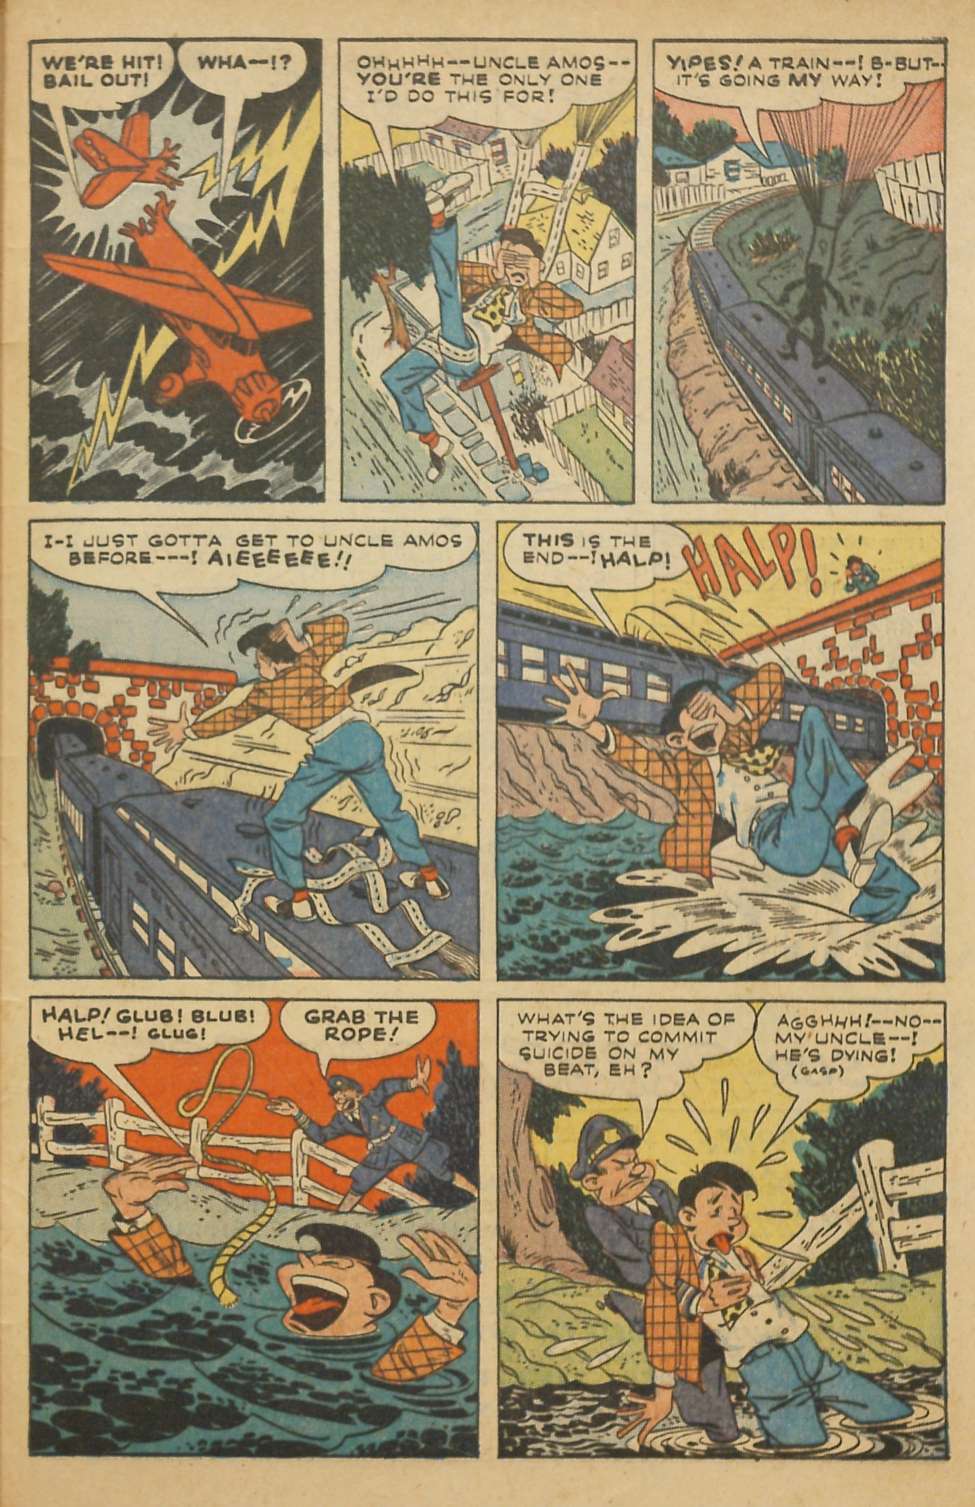 WE'RE HIT!
BAIL OUT!
WHA--!?
OHHHHH--UNCLE AMOS--
YOU'RE THE ONLY ONE
I'D DO THIS FOR!
YIPES! A TRAIN--! B-BUT--
IT'S GOING MY WAY!
I-I JUST GOTTA GET TO UNCLE AMOS
BEFORE---! AIEEEEEE!!
THIS IS THE
END--! HALP!
HALP!
HALP! GLUB! BLUB!
HEL--! GLUG!
GRAB THE
ROPE!
WHAT'S THE IDEA OF
TRYING TO COMMIT
SUICIDE ON MY
BEAT, EH?
AGGHHH!--NO--
MY UNCLE--!
HE'S DYING!
(GASP)